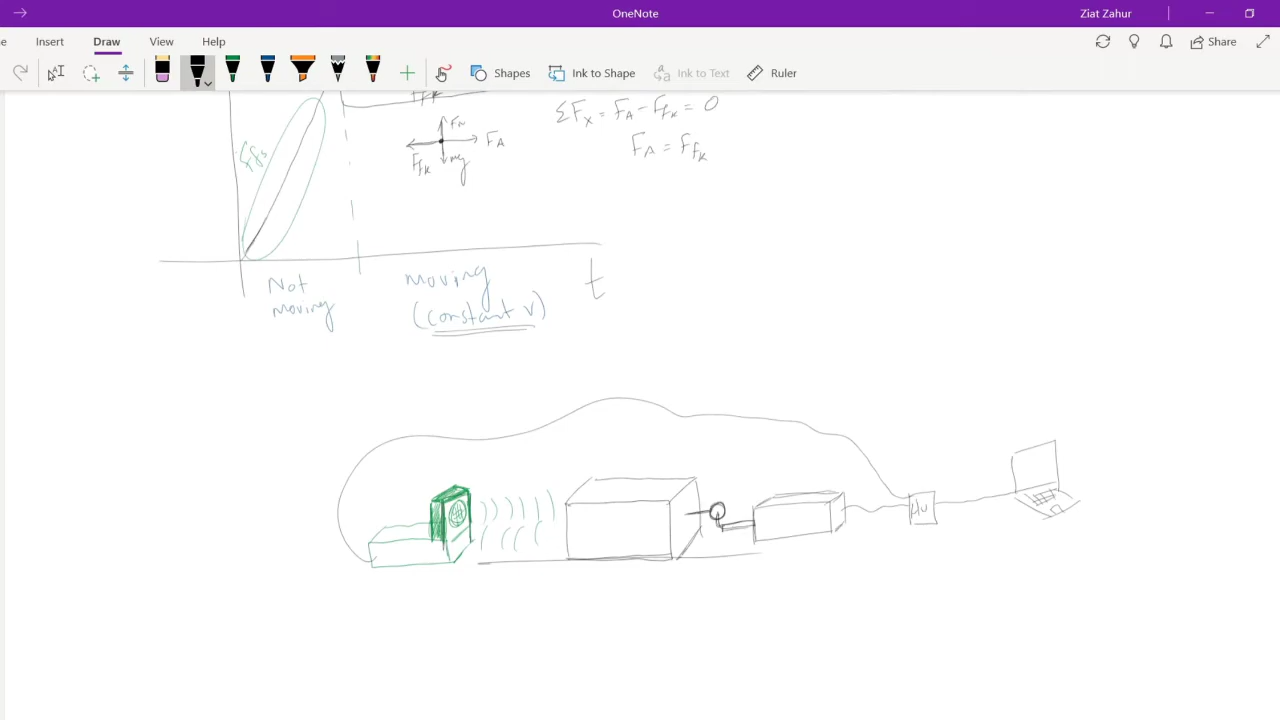 OneNote
Ziat Zahur
Insert
Draw
View
Help
Share
Shapes
Ink to Shape
Ink to Text
Ruler
ΣFx = FA - Ffk = 0
FA = Ffk
Ffs
FN
FA
Ffk
mg
Not
moving
moving
(constant v)
t